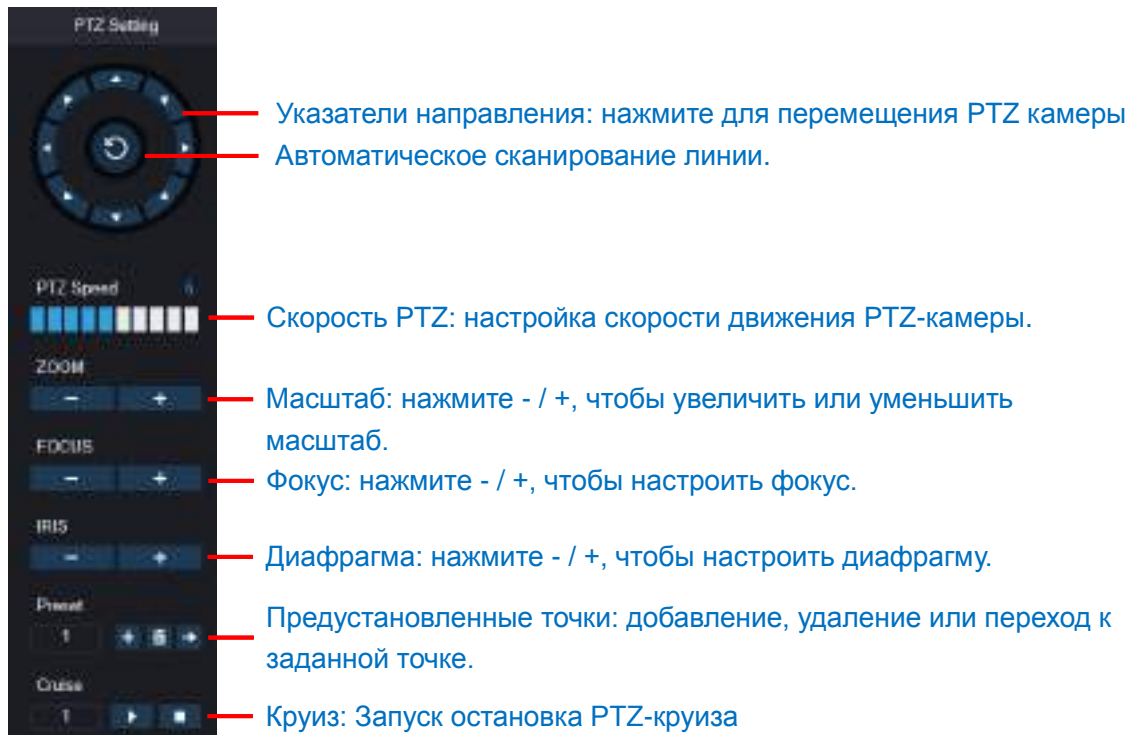 PTZ Setting
Указатели направления: нажмите для перемещения PTZ камеры
Автоматическое сканирование линии.
PTZ Speed
Скорость PTZ: настройка скорости движения PTZ-камеры.
ZOOM
- +
Масштаб: нажмите - / +, чтобы увеличить или уменьшить
масштаб.
FOCUS
- +
Фокус: нажмите - / +, чтобы настроить фокус.
IRIS
- +
Диафрагма: нажмите - / +, чтобы настроить диафрагму.
Preset
1
Предустановленные точки: добавление, удаление или переход к
заданной точке.
Cruise
1
Круиз: Запуск остановка PTZ-круиза